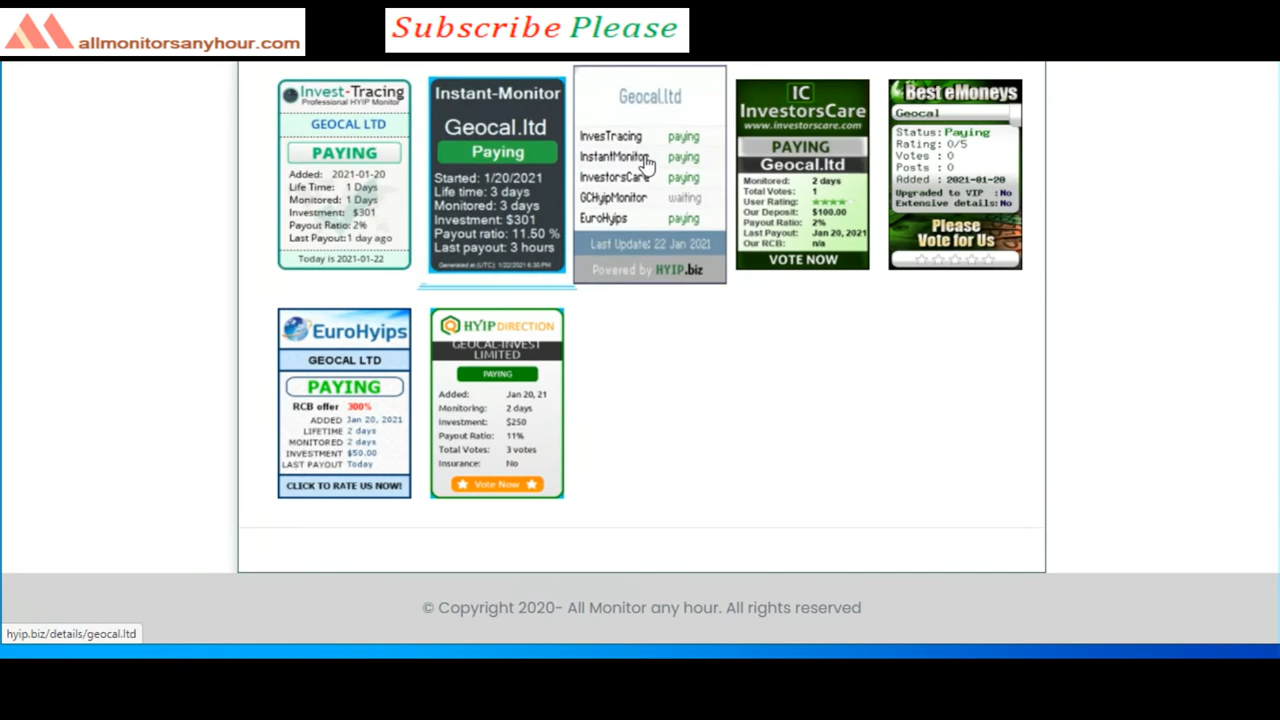 allmonitorsanyhour.com
Subscribe Please
Invest-Tracing
Professional HYIP Monitor
GEOCAL LTD
PAYING
Added: 2021-01-20
Life Time: 1 Days
Monitored: 1 Days
Investment: $301
Payout Ratio: 2%
Last Payout: 1 day ago
Today is 2021-01-22
Instant-Monitor
Geocal.ltd
Paying
Started: 1/20/2021
Life time: 3 days
Monitored: 3 days
Investment: $301
Payout ratio: 11.50 %
Last payout: 3 hours
Generated at (UTC): 1/22/2021 6:30 PM
Geocal.ltd
InvesTracing paying
InstantMonitor paying
InvestorsCare paying
GCHyipMonitor waiting
EuroHyips paying
Last Update: 22 Jan 2021
Powered by HYIP.biz
IC
InvestorsCare
www.investorscare.com
PAYING
Geocal.ltd
Monitored: 2 days
Total Votes: 1
User Rating:
Our Deposit: $100.00
Payout Ratio: 2%
Last Payout: Jan 20, 2021
Our RCB: n/a
VOTE NOW
Best eMoneys
Geocal
Status: Paying
Rating: 0/5
Votes : 0
Posts : 0
Added : 2021-01-20
Upgraded to VIP :No
Extensive details:No
Please
Vote for Us
EuroHyips
GEOCAL LTD
PAYING
RCB offer 300%
ADDED Jan 20, 2021
LIFETIME 2 days
MONITORED 2 days
INVESTMENT $50.00
LAST PAYOUT Today
CLICK TO RATE US NOW!
HYIP DIRECTION
GEOCAL-INVEST
LIMITED
PAYING
Added: Jan 20, 21
Monitoring: 2 days
Investment: $250
Payout Ratio: 11%
Total Votes: 3 votes
Insurance: No
Vote Now
© Copyright 2020- All Monitor any hour. All rights reserved
hyip.biz/details/geocal.ltd